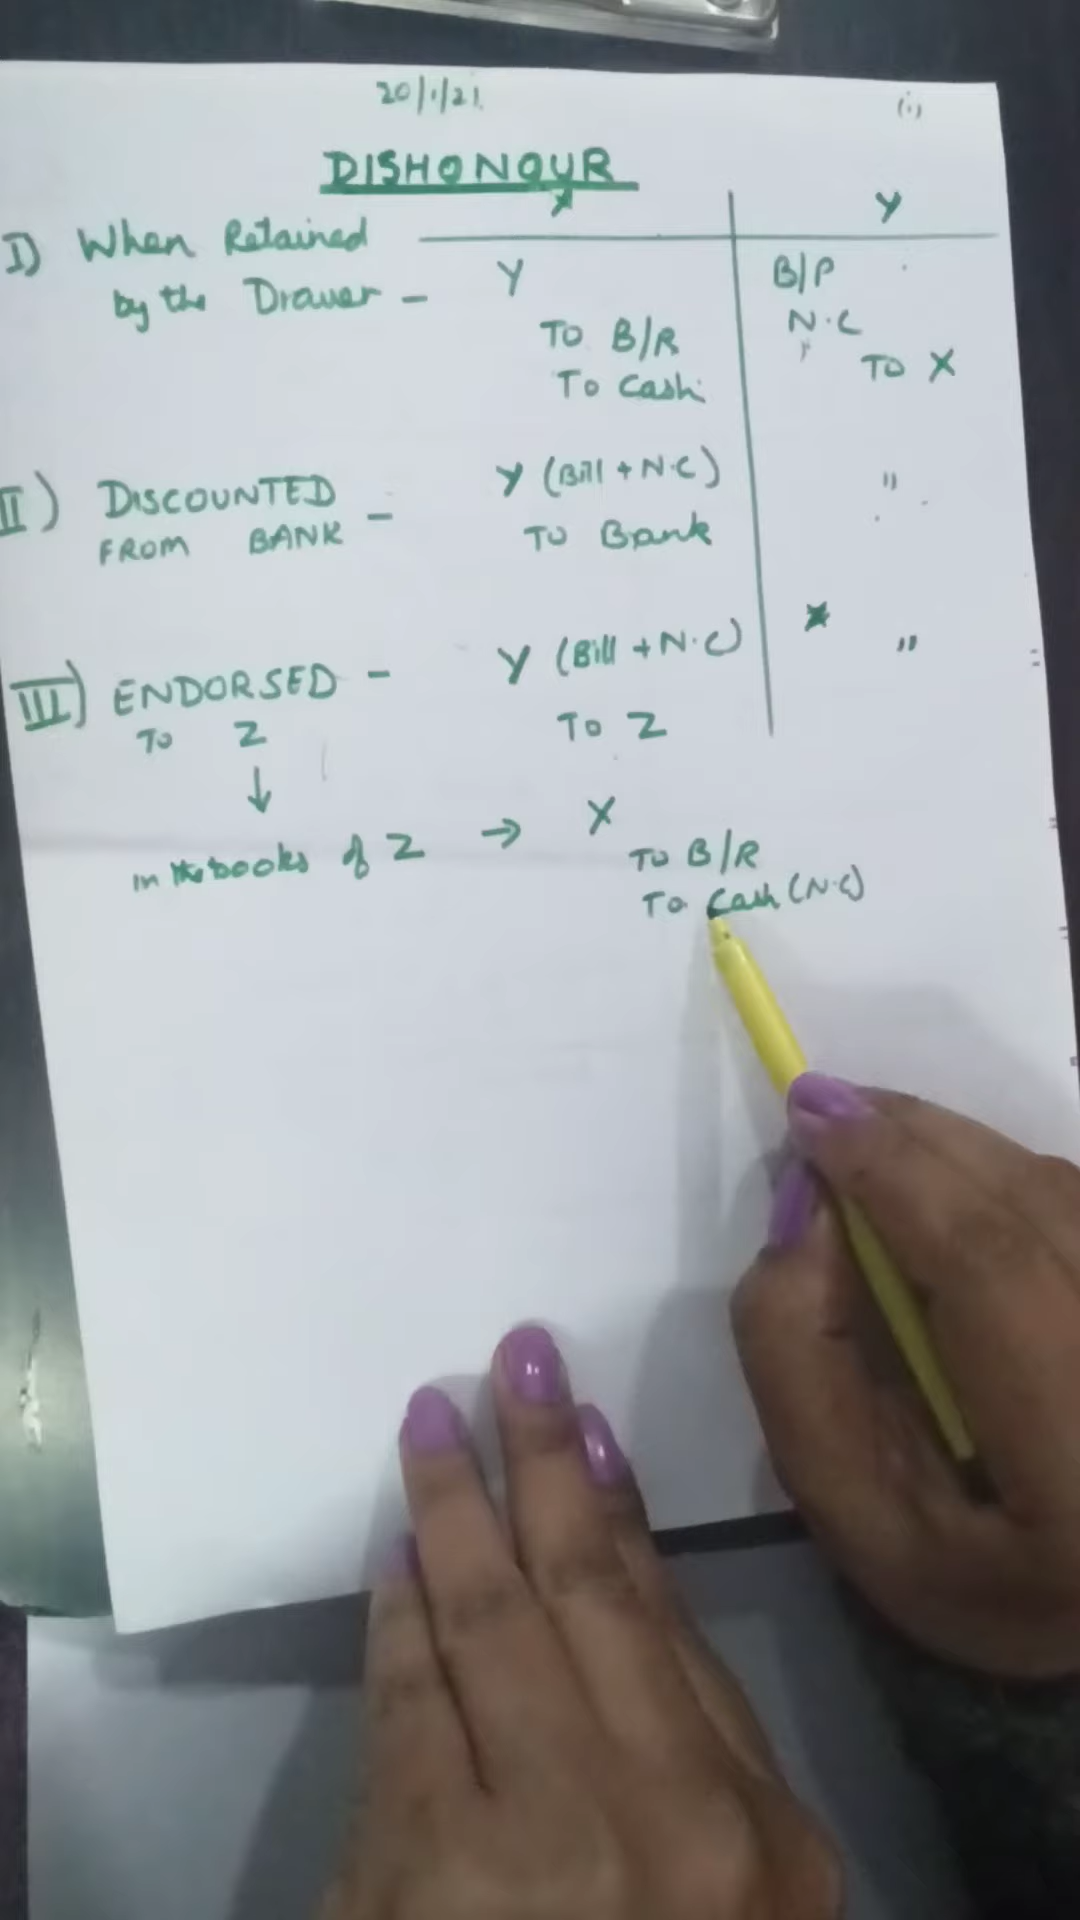 20/1/21.
(1)
DISHONOUR
X
Y
I) When Retained
by the Drawer -
Y
To B/R
To Cash
B/P
N.C
To X
II) DISCOUNTED
FROM BANK -
Y (Bill + N.C)
To Bank
"
III) ENDORSED -
To Z
Y (Bill + N.C)
To Z
"
↓
in the books of Z → X
To B/R
To Cash (N.C)